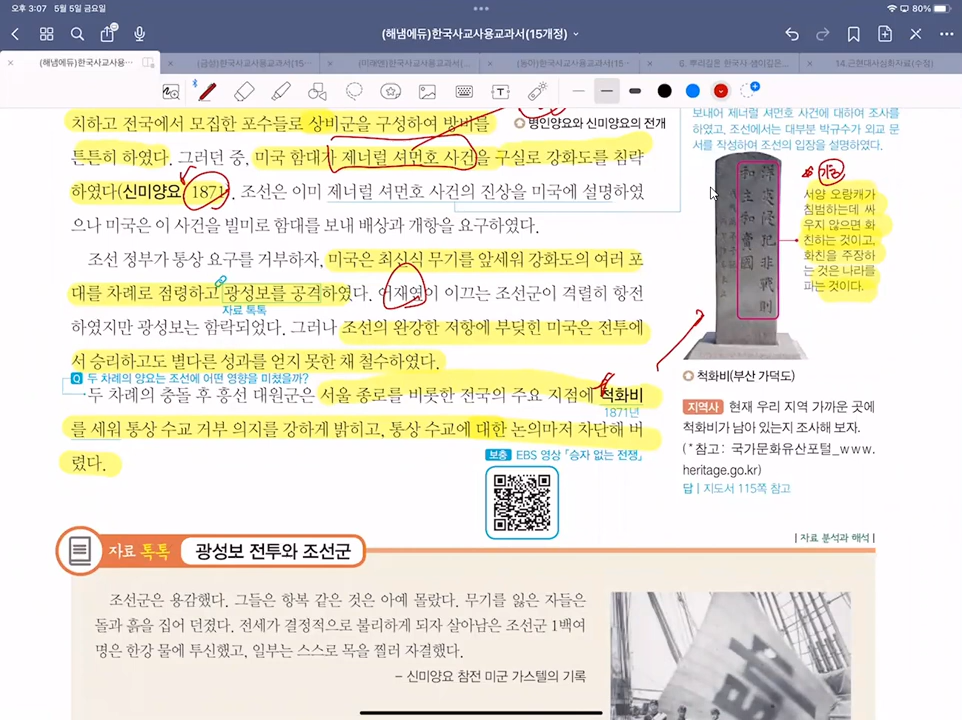 오후 3:07 5월 5일 금요일
80%
(해냄에듀)한국사교사용교과서(15개정)
(해냄에듀)한국사교사용…
(금성)한국사교사용교과서(15…
(미래엔)한국사교사용교과서(…
(동아)한국사교사용교과서(15…
6. 뿌리깊은 한국사 샘이깊은…
14.근현대사심화자료(수정)
치하고 전국에서 모집한 포수들로 상비군을 구성하여 방비를
튼튼히 하였다. 그러던 중, 미국 함대가 제너럴 셔먼호 사건을 구실로 강화도를 침략
하였다(신미양요, 1871). 조선은 이미 제너럴 셔먼호 사건의 진상을 미국에 설명하였
으나 미국은 이 사건을 빌미로 함대를 보내 배상과 개항을 요구하였다.
조선 정부가 통상 요구를 거부하자, 미국은 최신식 무기를 앞세워 강화도의 여러 포
대를 차례로 점령하고 광성보를 공격하였다. 어재연이 이끄는 조선군이 격렬히 항전
자료 톡톡
하였지만 광성보는 함락되었다. 그러나 조선의 완강한 저항에 부딪힌 미국은 전투에
서 승리하고도 별다른 성과를 얻지 못한 채 철수하였다.
Q 두 차례의 양요는 조선에 어떤 영향을 미쳤을까?
두 차례의 충돌 후 흥선 대원군은 서울 종로를 비롯한 전국의 주요 지점에 척화비
1871년
를 세워 통상 수교 거부 의지를 강하게 밝히고, 통상 수교에 대한 논의마저 차단해 버
렸다.
보충 EBS 영상 「승자 없는 전쟁」
병인양요와 신미양요의 전개
보내어 제너럴 셔먼호 사건에 대하여 조사를
하였고, 조선에서는 대부분 박규수가 외교 문
서를 작성하여 조선의 입장을 설명하였다.
洋夷侵犯非戰則
和主和賣國
서양 오랑캐가
침범하는데 싸
우지 않으면 화
친하는 것이고,
화친을 주장하
는 것은 나라를
파는 것이다.
척화비(부산 가덕도)
지역사 현재 우리 지역 가까운 곳에
척화비가 남아 있는지 조사해 보자.
(*참고: 국가문화유산포털_www.
heritage.go.kr)
답 | 지도서 115쪽 참고
자료 톡톡 광성보 전투와 조선군
| 자료 분석과 해석 |
조선군은 용감했다. 그들은 항복 같은 것은 아예 몰랐다. 무기를 잃은 자들은
돌과 흙을 집어 던졌다. 전세가 결정적으로 불리하게 되자 살아남은 조선군 1백여
명은 한강 물에 투신했고, 일부는 스스로 목을 찔러 자결했다.
– 신미양요 참전 미군 가스텔의 기록